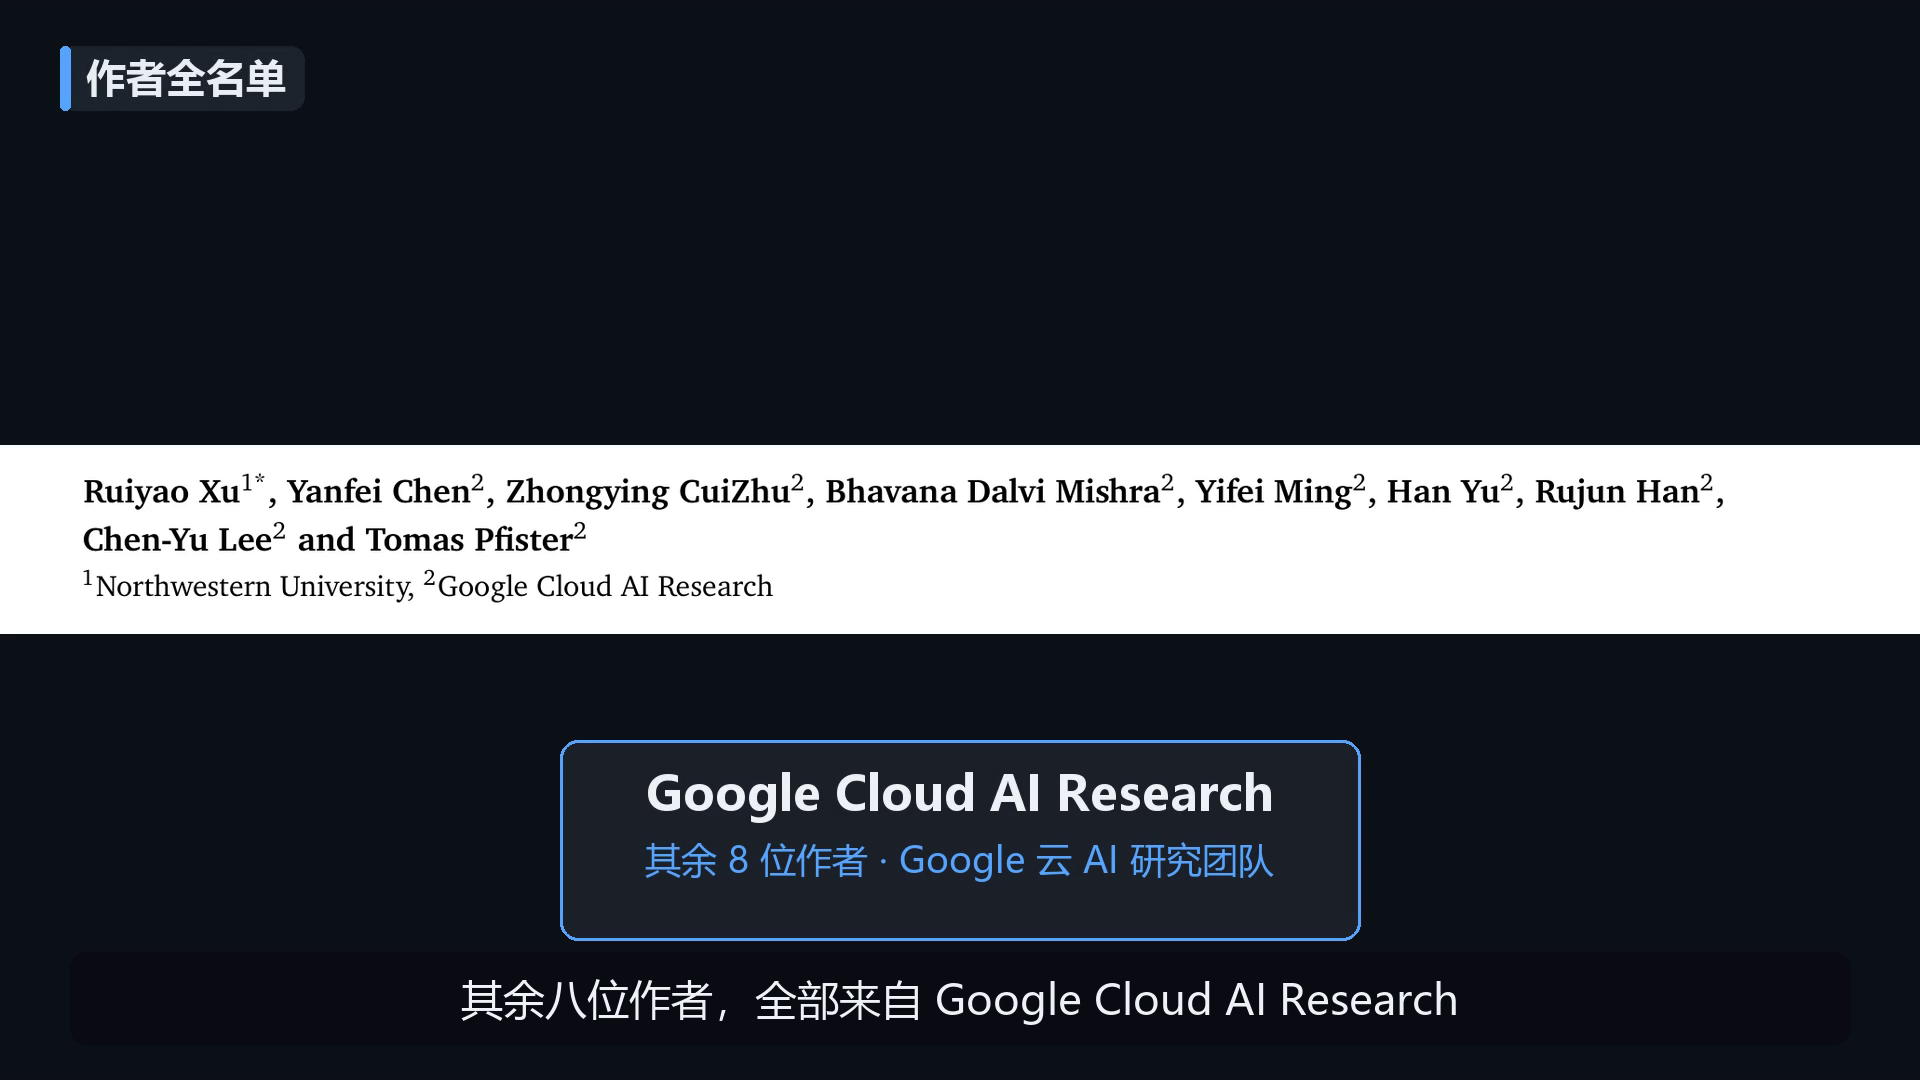 作者全名单
Ruiyao Xu1*, Yanfei Chen2, Zhongying CuiZhu2, Bhavana Dalvi Mishra2, Yifei Ming2, Han Yu2, Rujun Han2,
Chen-Yu Lee2 and Tomas Pfister2
1Northwestern University, 2Google Cloud AI Research
Google Cloud AI Research
其余 8 位作者 · Google 云 AI 研究团队
其余八位作者，全部来自 Google Cloud AI Research